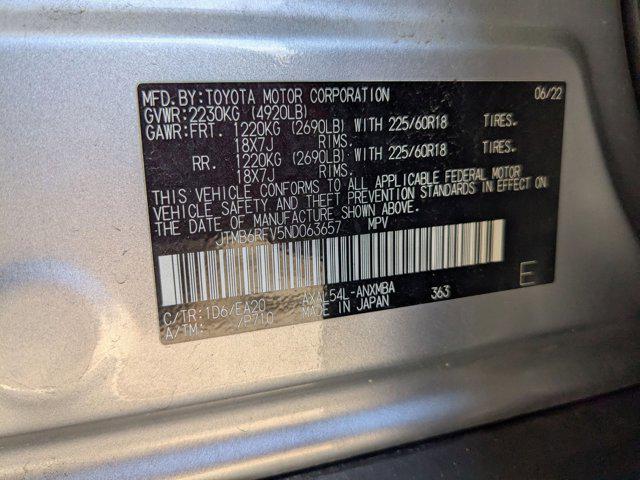 MFD. BY:TOYOTA MOTOR CORPORATION 06/22
GVWR:2230KG (4920LB)
GAWR:FRT. 1220KG (2690LB) WITH 225/60R18 TIRES.
18X7J RIMS.
RR. 1220KG (2690LB) WITH 225/60R18 TIRES.
18X7J RIMS.
THIS VEHICLE CONFORMS TO ALL APPLICABLE FEDERAL MOTOR
VEHICLE SAFETY AND THEFT PREVENTION STANDARDS IN EFFECT ON
THE DATE OF MANUFACTURE SHOWN ABOVE.
JTMB6RFV5ND063657 MPV
E
C/TR:1D6/EA20 AXAL54L-ANXMBA 363
A/TM: /P710 MADE IN JAPAN